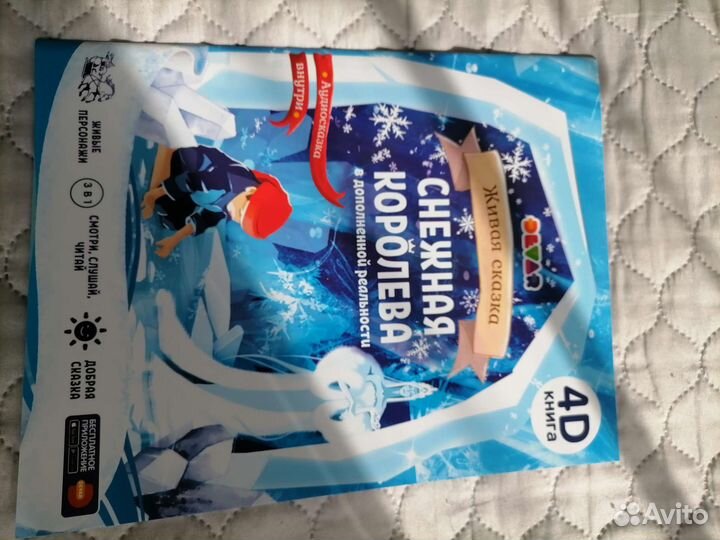 DEVAR
4D
книга
Живая сказка
СНЕЖНАЯ
КОРОЛЕВА
в дополненной реальности
Аудиосказка
внутри
ЖИВЫЕ
ПЕРСОНАЖИ
3 В 1
СМОТРИ, СЛУШАЙ,
ЧИТАЙ
ДОБРАЯ
СКАЗКА
БЕСПЛАТНОЕ
ПРИЛОЖЕНИЕ
Avito